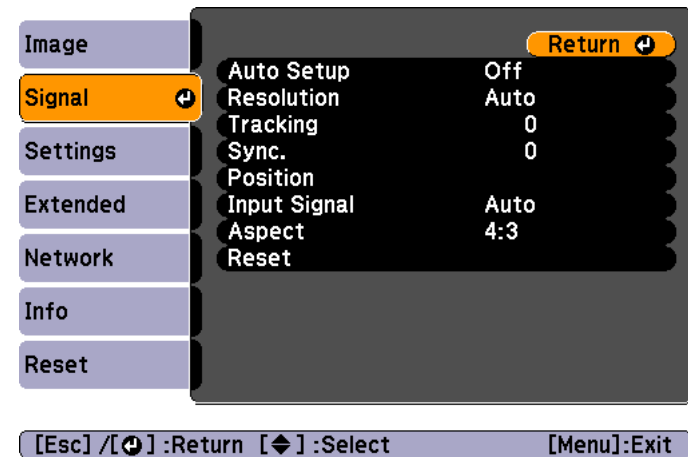 Image
Signal
Settings
Extended
Network
Info
Reset
Return
Auto Setup Off
Resolution Auto
Tracking 0
Sync. 0
Position
Input Signal Auto
Aspect 4:3
Reset
[Esc] /[ ] :Return [ ] :Select [Menu]:Exit